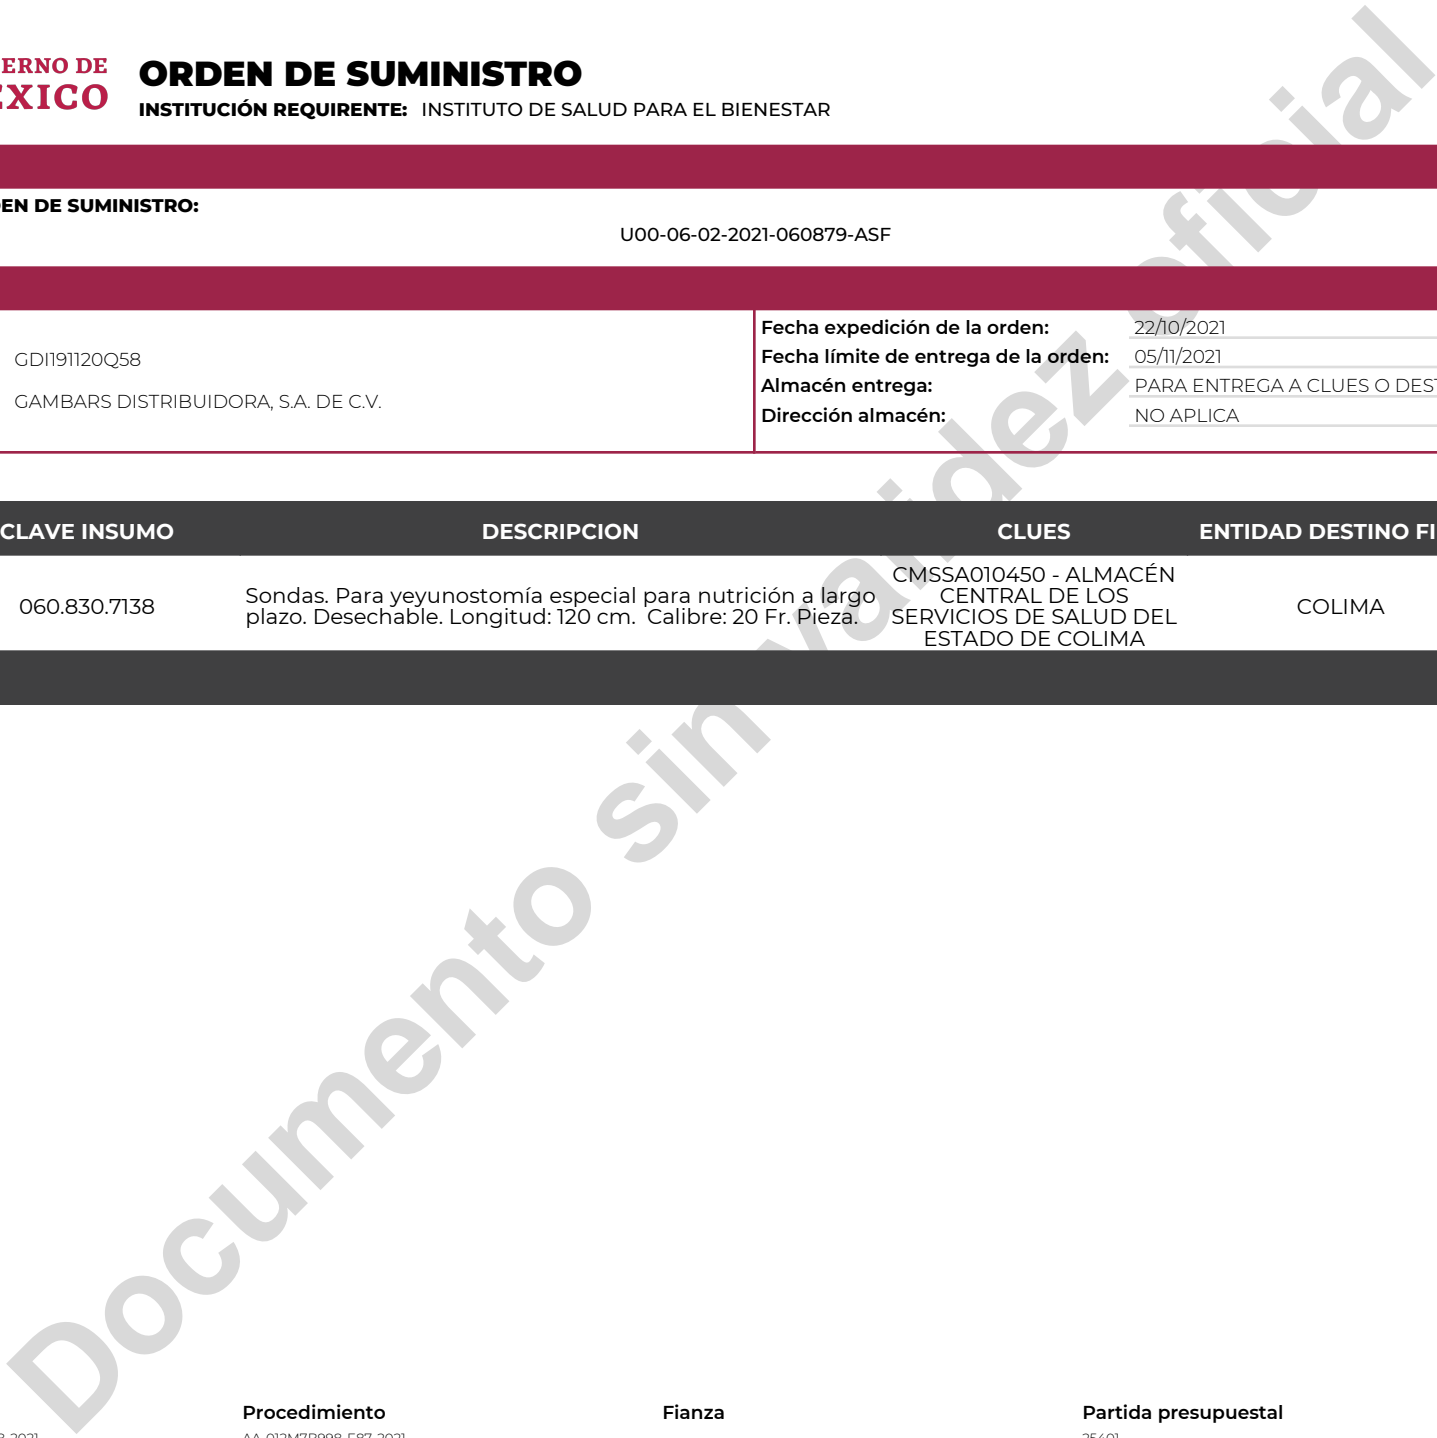 ERNO DE
EXICO
ORDEN DE SUMINISTRO
INSTITUCIÓN REQUIRENTE: INSTITUTO DE SALUD PARA EL BIENESTAR
EN DE SUMINISTRO:
U00-06-02-2021-060879-ASF
GDI191120Q58
GAMBARS DISTRIBUIDORA, S.A. DE C.V.
Fecha expedición de la orden: 22/10/2021
Fecha límite de entrega de la orden: 05/11/2021
Almacén entrega: PARA ENTREGA A CLUES O DEST
Dirección almacén: NO APLICA
CLAVE INSUMO DESCRIPCION CLUES ENTIDAD DESTINO FI
060.830.7138
Sondas. Para yeyunostomía especial para nutrición a largo
plazo. Desechable. Longitud: 120 cm. Calibre: 20 Fr. Pieza.
CMSSA010450 - ALMACÉN
CENTRAL DE LOS
SERVICIOS DE SALUD DEL
ESTADO DE COLIMA
COLIMA
Documento sin validez oficial
Procedimiento Fianza Partida presupuestal